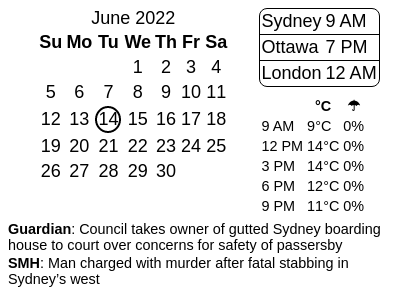 June 2022
Su Mo Tu We Th Fr Sa
1 2 3 4
5 6 7 8 9 10 11
12 13 14 15 16 17 18
19 20 21 22 23 24 25
26 27 28 29 30
Sydney 9 AM
Ottawa 7 PM
London 12 AM
°C ☂
9 AM 9°C 0%
12 PM 14°C 0%
3 PM 14°C 0%
6 PM 12°C 0%
9 PM 11°C 0%
Guardian: Council takes owner of gutted Sydney boarding
house to court over concerns for safety of passersby
SMH: Man charged with murder after fatal stabbing in
Sydney’s west